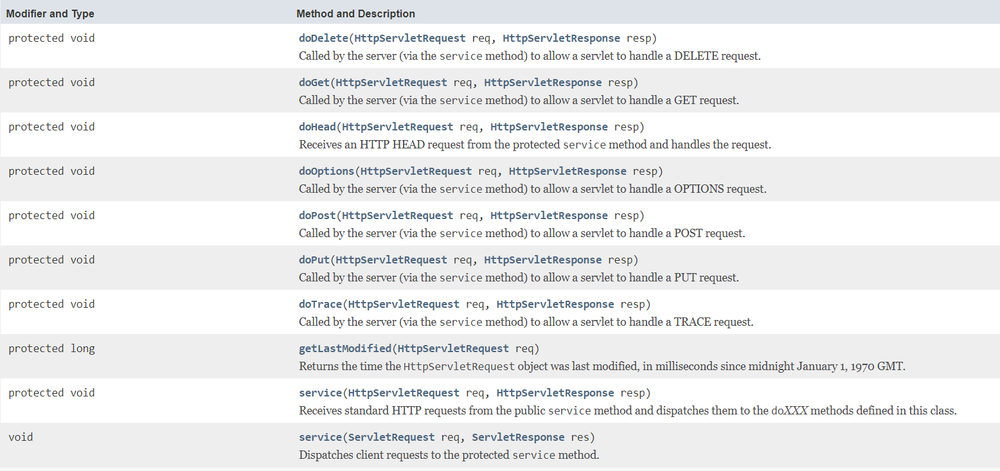 Modifier and Type Method and Description
protected void doDelete(HttpServletRequest req, HttpServletResponse resp)
Called by the server (via the service method) to allow a servlet to handle a DELETE request.
protected void doGet(HttpServletRequest req, HttpServletResponse resp)
Called by the server (via the service method) to allow a servlet to handle a GET request.
protected void doHead(HttpServletRequest req, HttpServletResponse resp)
Receives an HTTP HEAD request from the protected service method and handles the request.
protected void doOptions(HttpServletRequest req, HttpServletResponse resp)
Called by the server (via the service method) to allow a servlet to handle a OPTIONS request.
protected void doPost(HttpServletRequest req, HttpServletResponse resp)
Called by the server (via the service method) to allow a servlet to handle a POST request.
protected void doPut(HttpServletRequest req, HttpServletResponse resp)
Called by the server (via the service method) to allow a servlet to handle a PUT request.
protected void doTrace(HttpServletRequest req, HttpServletResponse resp)
Called by the server (via the service method) to allow a servlet to handle a TRACE request.
protected long getLastModified(HttpServletRequest req)
Returns the time the HttpServletRequest object was last modified, in milliseconds since midnight January 1, 1970 GMT.
protected void service(HttpServletRequest req, HttpServletResponse resp)
Receives standard HTTP requests from the public service method and dispatches them to the doXXX methods defined in this class.
void service(ServletRequest req, ServletResponse res)
Dispatches client requests to the protected service method.